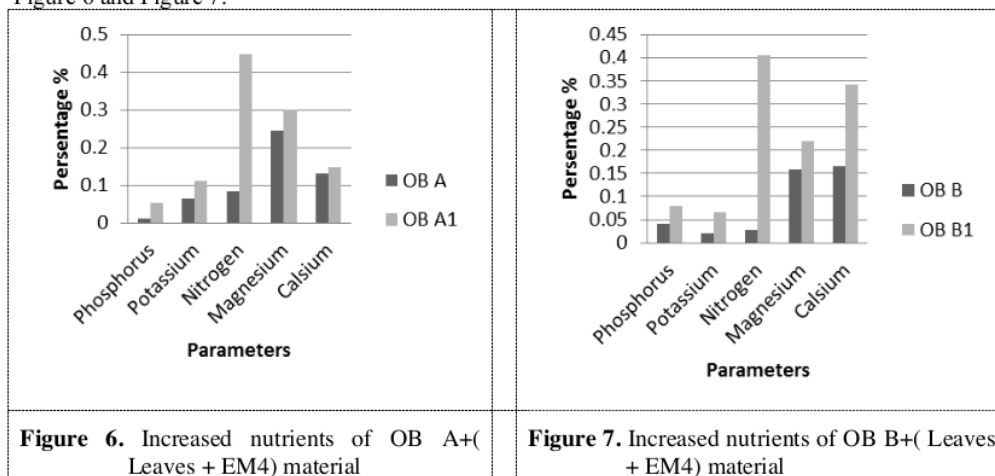 Figure 6 and Figure 7.
0.5
0.4
0.3
0.2
0.1
0
Persentage %
Phosphorus
Potassium
Nitrogen
Magnesium
Calsium
Parameters
OB A
OB A1
Figure 6. Increased nutrients of OB A+(
Leaves + EM4) material
0.45
0.4
0.35
0.3
0.25
0.2
0.15
0.1
0.05
0
Persentage %
Phosphorus
Potassium
Nitrogen
Magnesium
Calsium
Parameters
OB B
OB B1
Figure 7. Increased nutrients of OB B+( Leaves
+ EM4) material